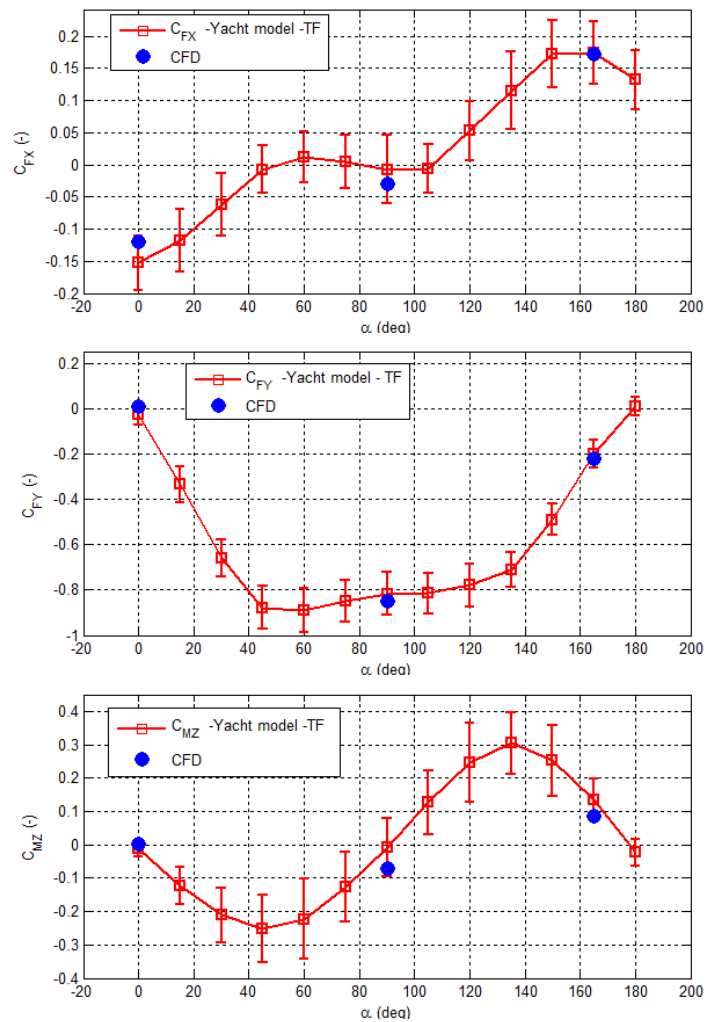 C_FX -Yacht model -TF
CFD
C_FX (-)
0.2
0.15
0.1
0.05
0
-0.05
-0.1
-0.15
-0.2
-20 0 20 40 60 80 100 120 140 160 180 200
α (deg)
C_FY -Yacht model - TF
CFD
C_FY (-)
0.2
0
-0.2
-0.4
-0.6
-0.8
-1
-20 0 20 40 60 80 100 120 140 160 180 200
α (deg)
C_MZ -Yacht model -TF
CFD
C_MZ (-)
0.4
0.3
0.2
0.1
0
-0.1
-0.2
-0.3
-0.4
-20 0 20 40 60 80 100 120 140 160 180 200
α (deg)